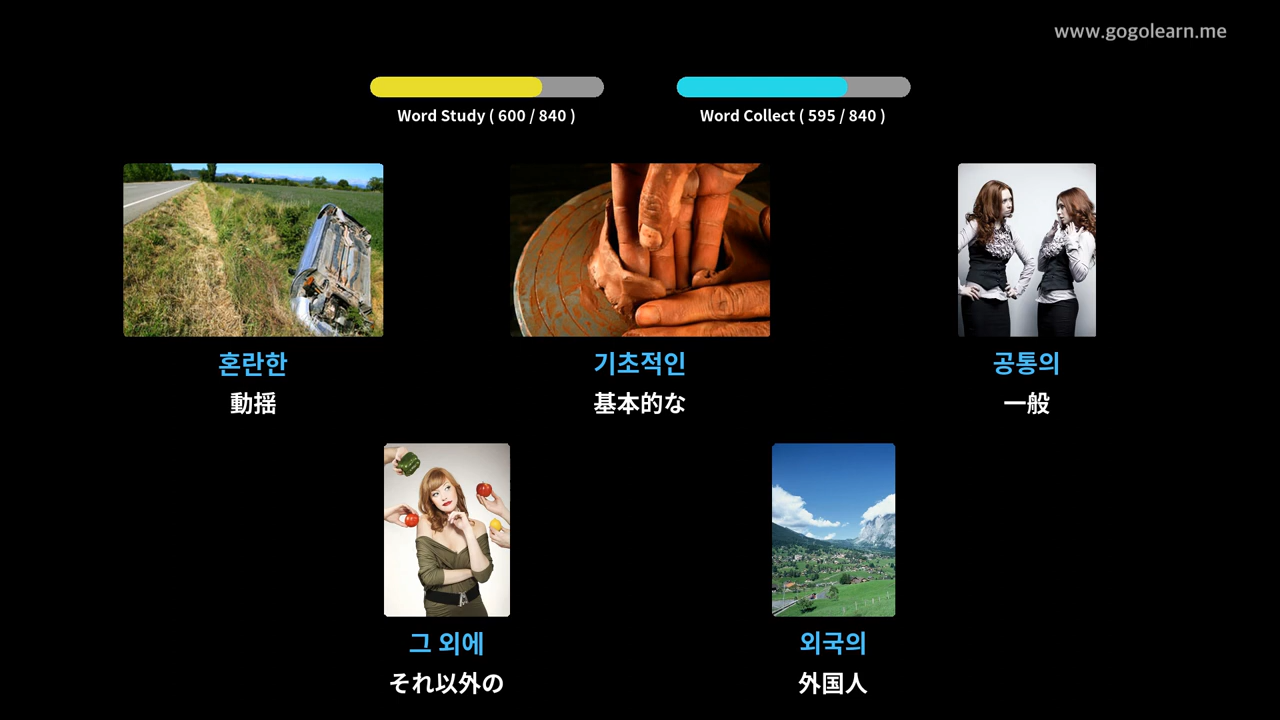 www.gogolearn.me
Word Study ( 600 / 840 )
Word Collect ( 595 / 840 )
혼란한
動揺
기초적인
基本的な
공통의
一般
그 외에
それ以外の
외국의
外国人